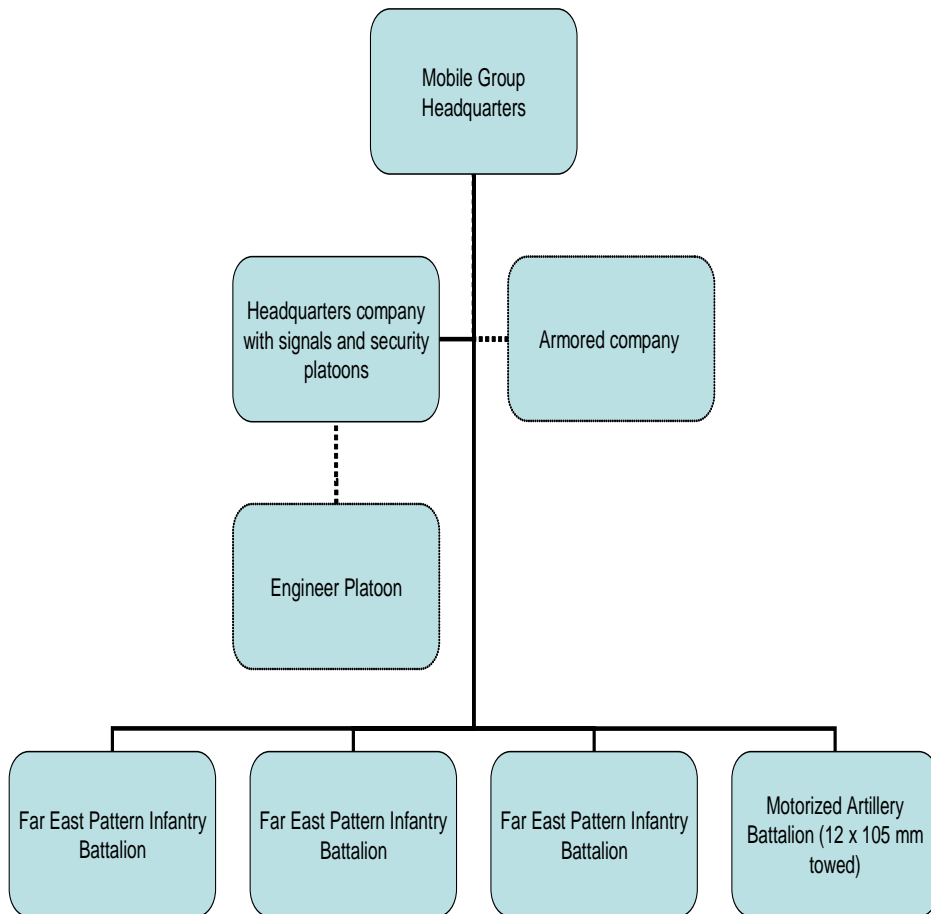 Mobile Group
Headquarters
Headquarters company
with signals and security
platoons
Armored company
Engineer Platoon
Far East Pattern Infantry
Battalion
Far East Pattern Infantry
Battalion
Far East Pattern Infantry
Battalion
Motorized Artillery
Battalion (12 x 105 mm
towed)